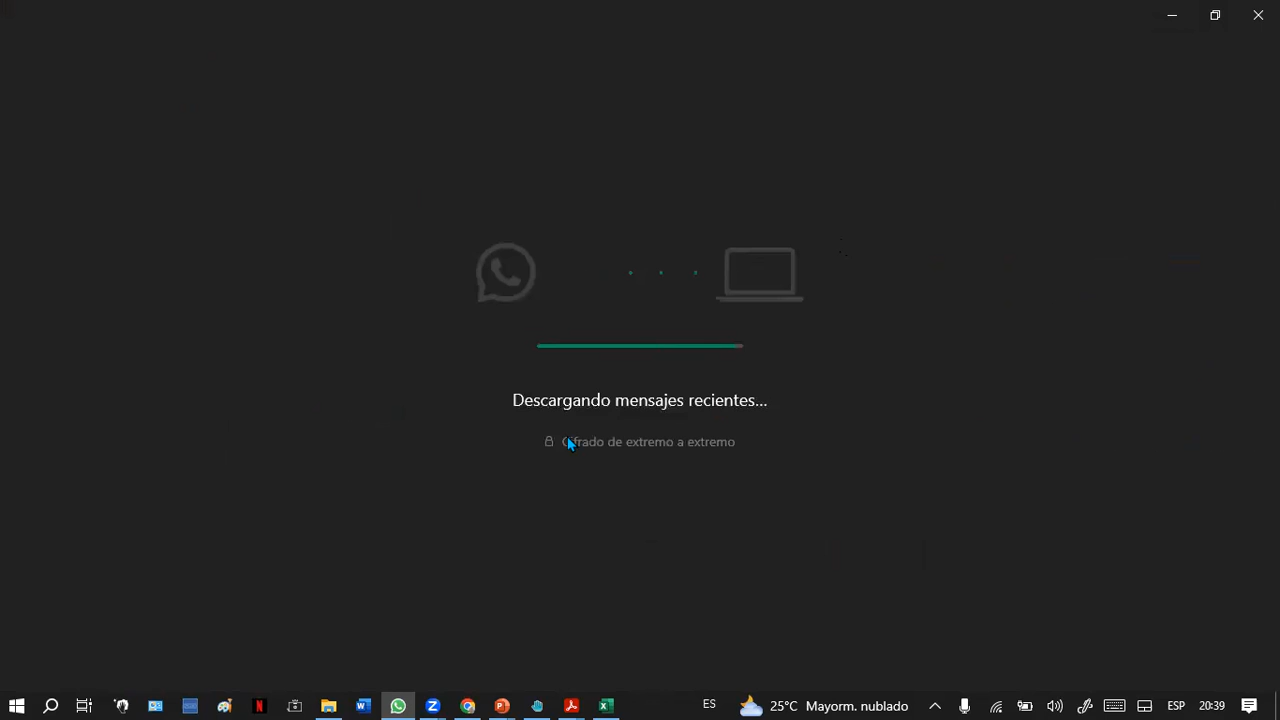 Descargando mensajes recientes...
Cifrado de extremo a extremo
ES
25°C Mayorm. nublado
ESP
20:39